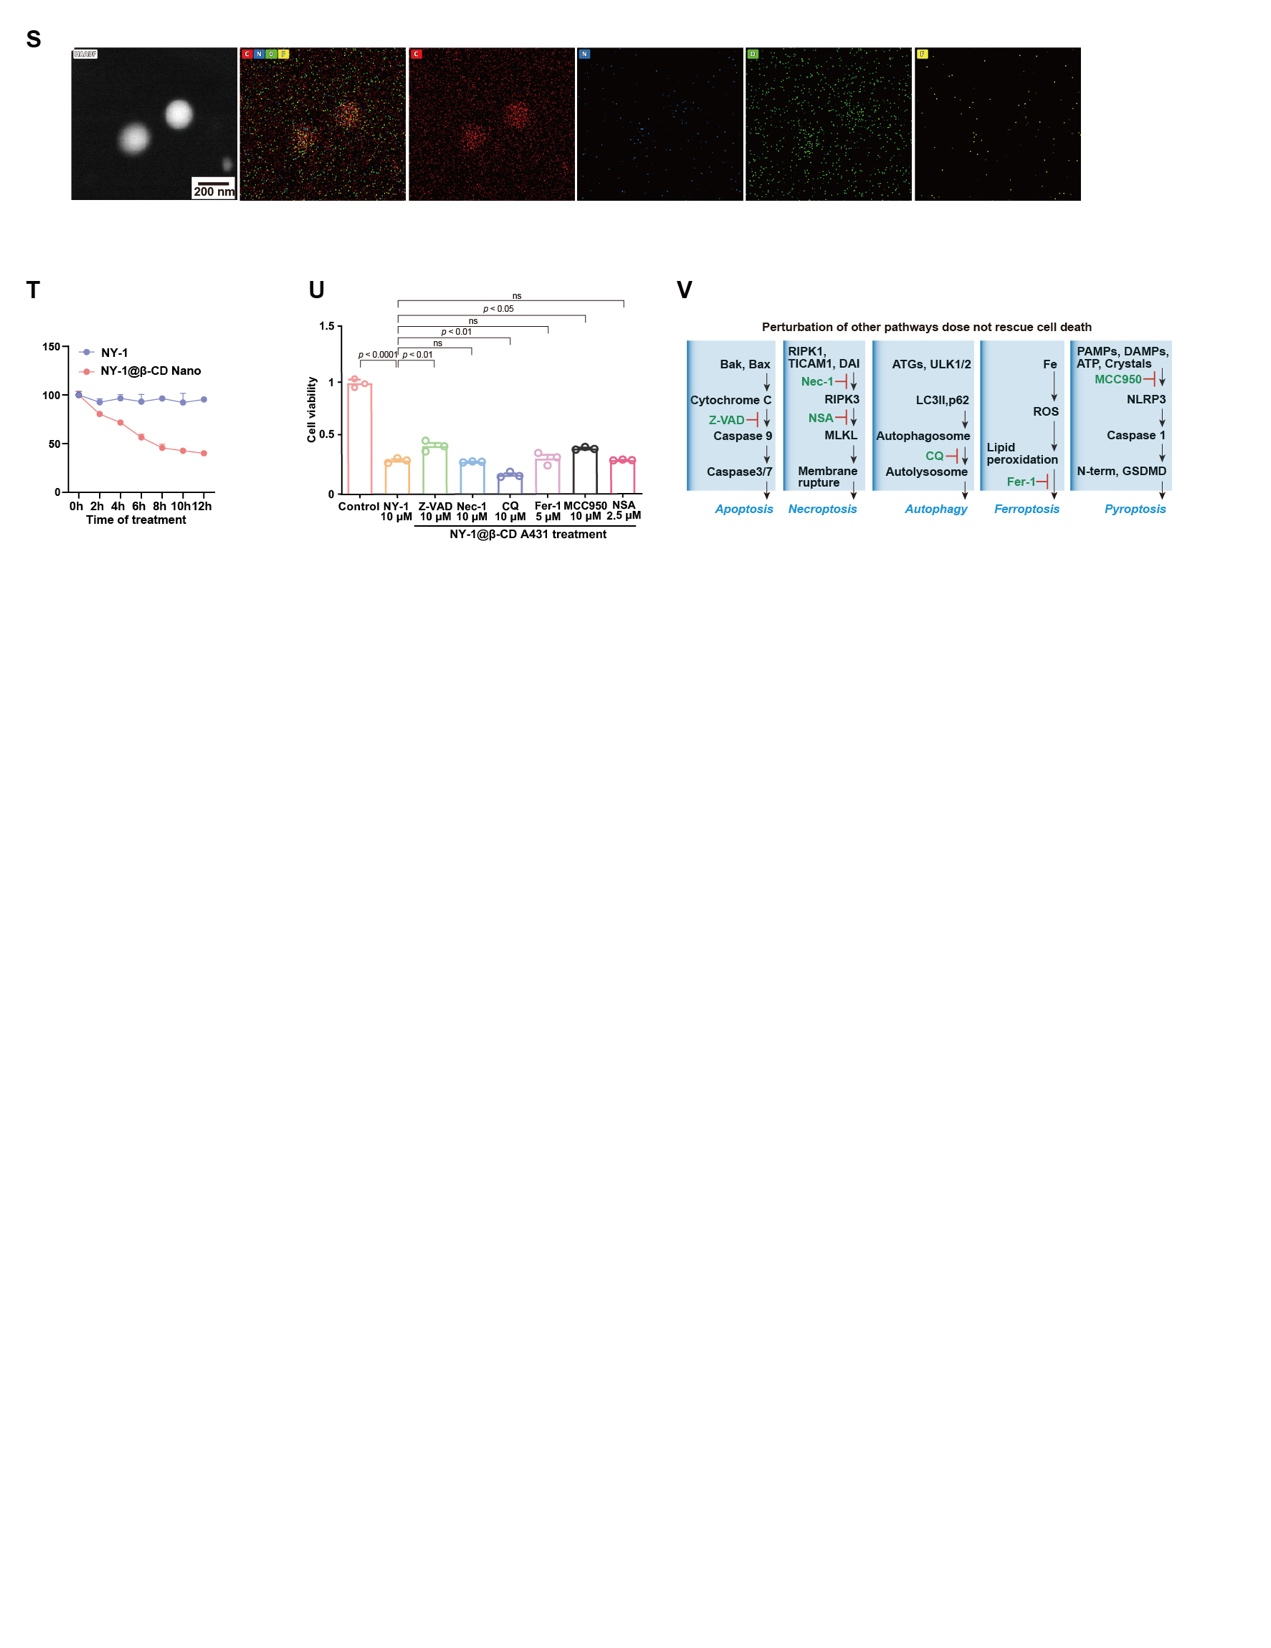 S
HAADF
C N O F
C
N
O
F
200 nm
T
150
100
50
0
NY-1
NY-1@β-CD Nano
0h 2h 4h 6h 8h 10h 12h
Time of treatment
U
ns
p < 0.05
ns
p < 0.01
ns
p < 0.0001 p < 0.01
Cell viability
1.5
1
0.5
0
Control NY-1 Z-VAD Nec-1 CQ Fer-1 MCC950 NSA
10 μM 10 μM 10 μM 10 μM 5 μM 10 μM 2.5 μM
NY-1@β-CD A431 treatment
V
Perturbation of other pathways dose not rescue cell death
Bak, Bax
Cytochrome C
Z-VAD
Caspase 9
Caspase3/7
Apoptosis
RIPK1,
TICAM1, DAI
Nec-1
RIPK3
NSA
MLKL
Membrane
rupture
Necroptosis
ATGs, ULK1/2
LC3II,p62
Autophagosome
CQ
Autolysosome
Autophagy
Fe
ROS
Lipid
peroxidation
Fer-1
Ferroptosis
PAMPs, DAMPs,
ATP, Crystals
MCC950
NLRP3
Caspase 1
N-term, GSDMD
Pyroptosis